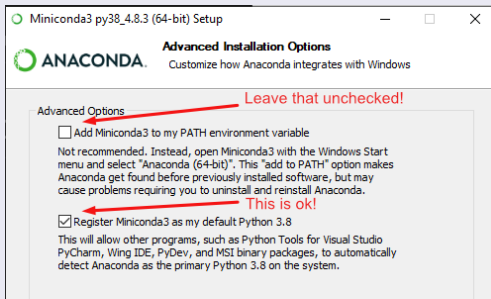 Miniconda3 py38_4.8.3 (64-bit) Setup
ANACONDA.
Advanced Installation Options
Customize how Anaconda integrates with Windows
Advanced Options
Leave that unchecked!
Add Miniconda3 to my PATH environment variable
Not recommended. Instead, open Miniconda3 with the Windows Start
menu and select "Anaconda (64-bit)". This "add to PATH" option makes
Anaconda get found before previously installed software, but may
cause problems requiring you to uninstall and reinstall Anaconda.
This is ok!
Register Miniconda3 as my default Python 3.8
This will allow other programs, such as Python Tools for Visual Studio
PyCharm, Wing IDE, PyDev, and MSI binary packages, to automatically
detect Anaconda as the primary Python 3.8 on the system.